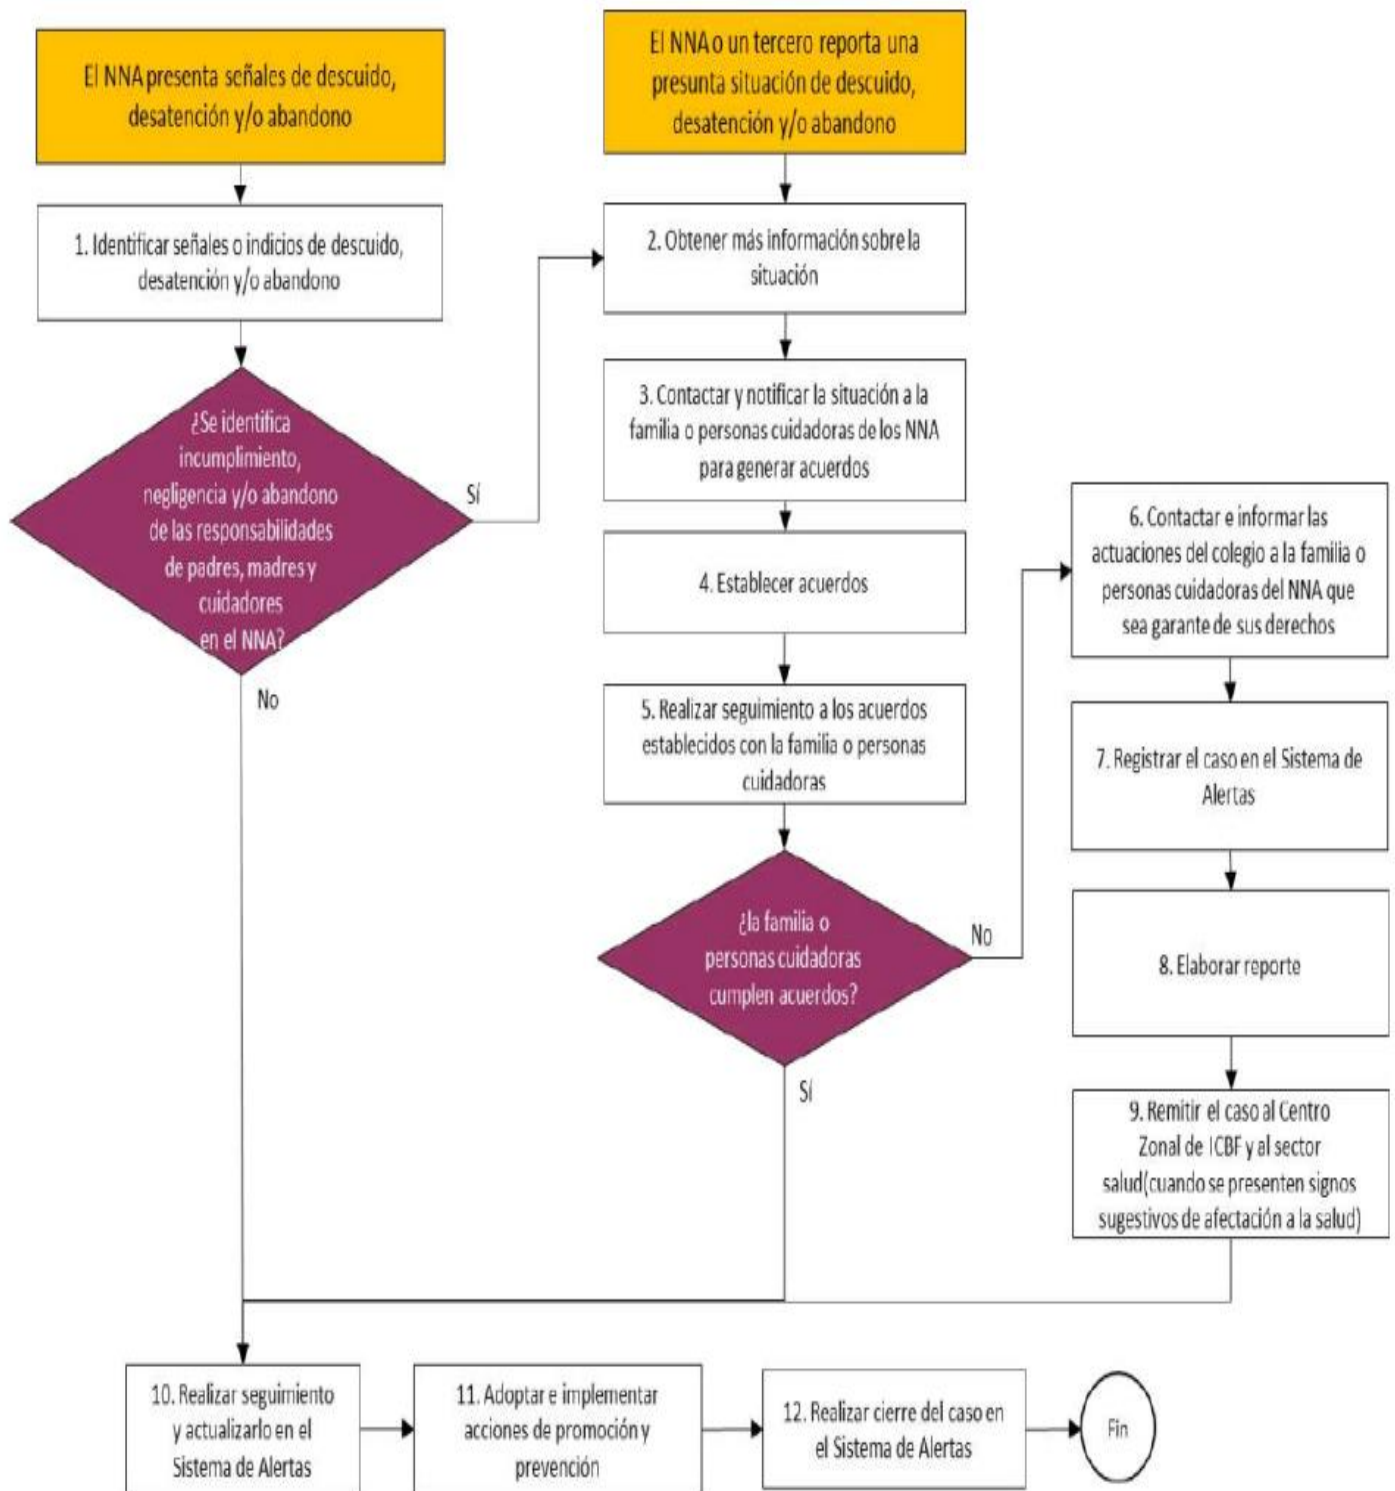 El NNA presenta señales de descuido,
desatención y/o abandono
El NNA o un tercero reporta una
presunta situación de descuido,
desatención y/o abandono
1. Identificar señales o indicios de descuido,
desatención y/o abandono
2. Obtener más información sobre la
situación
¿Se identifica
incumplimiento,
negligencia y/o abandono
de las responsabilidades
de padres, madres y
cuidadores
en el NNA?
Sí
No
3. Contactar y notificar la situación a la
familia o personas cuidadoras de los NNA
para generar acuerdos
4. Establecer acuerdos
5. Realizar seguimiento a los acuerdos
establecidos con la familia o personas
cuidadoras
¿la familia o
personas cuidadoras
cumplen acuerdos?
No
Sí
6. Contactar e informar las
actuaciones del colegio a la familia o
personas cuidadoras del NNA que
sea garante de sus derechos
7. Registrar el caso en el Sistema de
Alertas
8. Elaborar reporte
9. Remitir el caso al Centro
Zonal de ICBF y al sector
salud(cuando se presenten signos
sugestivos de afectación a la salud)
10. Realizar seguimiento
y actualizarlo en el
Sistema de Alertas
11. Adoptar e implementar
acciones de promoción y
prevención
12. Realizar cierre del caso en
el Sistema de Alertas
Fin